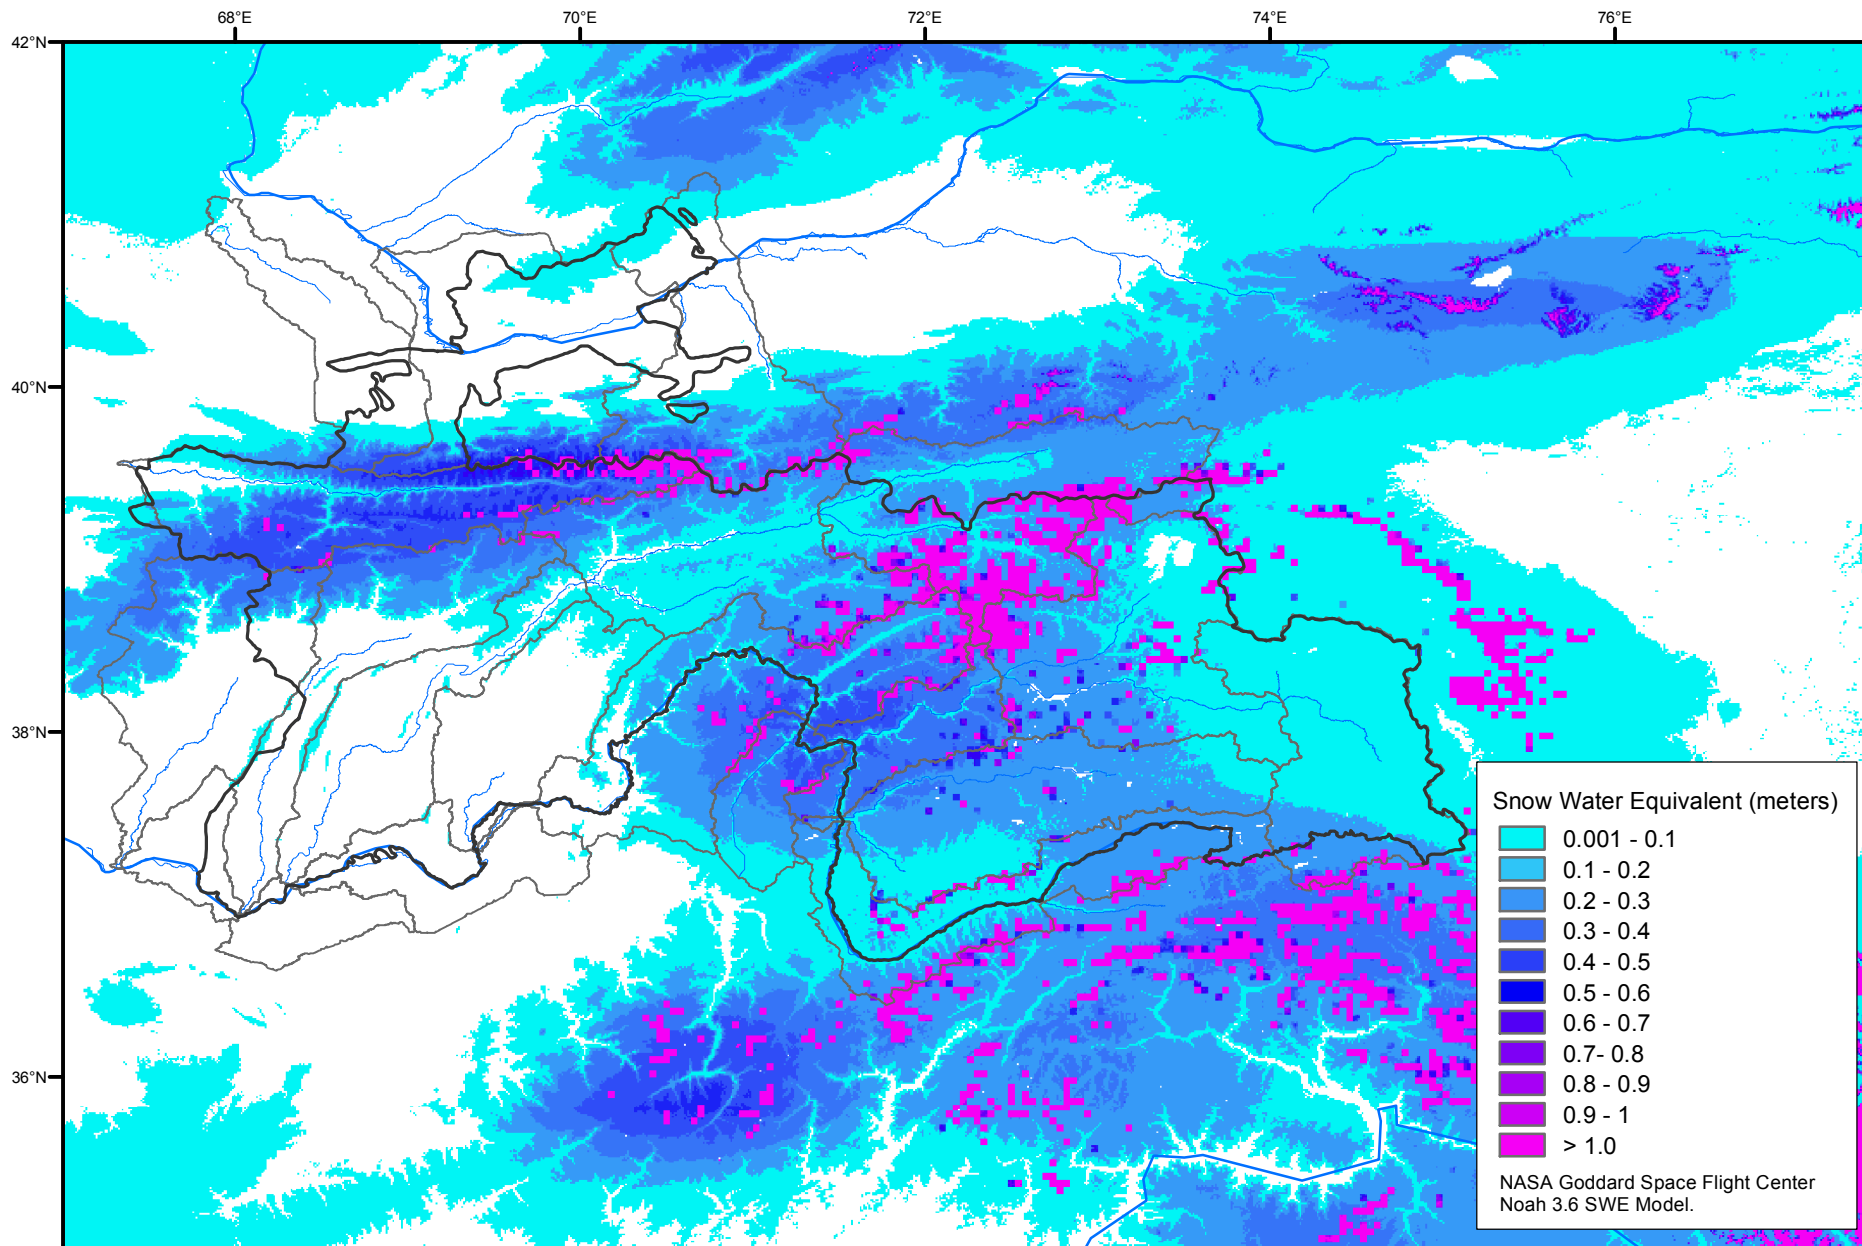 68°E 70°E 72°E 74°E 76°E
42°N
40°N
38°N
36°N
Snow Water Equivalent (meters)
0.001 - 0.1
0.1 - 0.2
0.2 - 0.3
0.3 - 0.4
0.4 - 0.5
0.5 - 0.6
0.6 - 0.7
0.7- 0.8
0.8 - 0.9
0.9 - 1
> 1.0
NASA Goddard Space Flight Center
Noah 3.6 SWE Model.